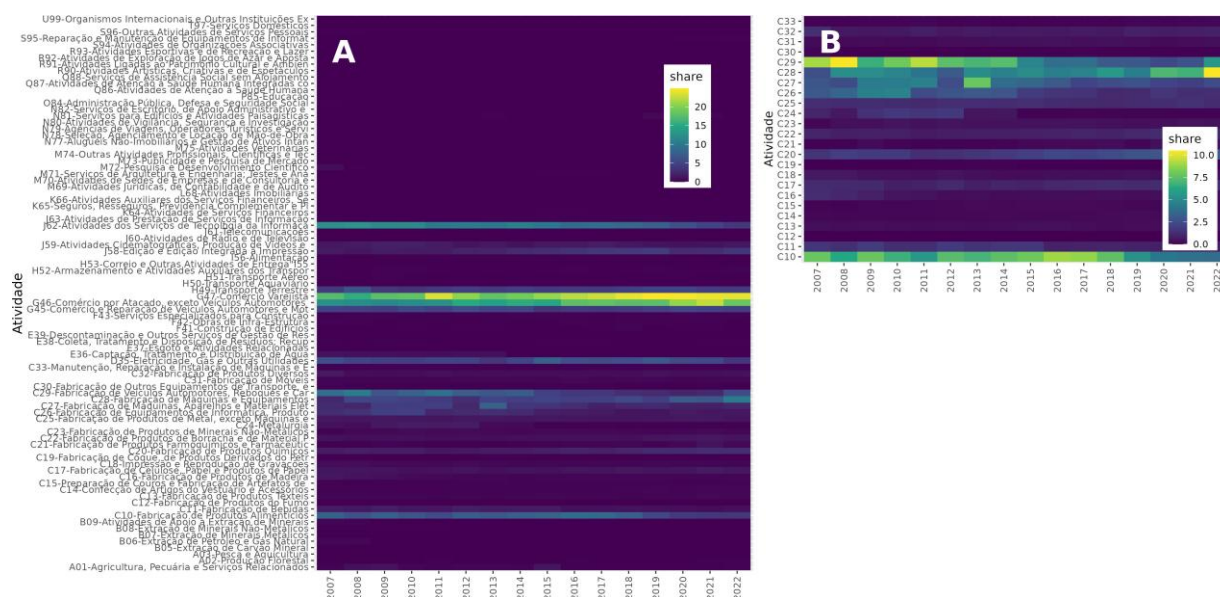 A
Atividade
U99-Organismos Internacionais e Outras Instituições Ex
T97-Serviços Domésticos
S96-Outras Atividades de Serviços Pessoais
S95-Reparação e Manutenção de Equipamentos de Informát
S94-Atividades de Organizações Associativas
R93-Atividades Esportivas e de Recreação e Lazer
R92-Atividades de Exploração de Jogos de Azar e Aposta
R91-Atividades Ligadas ao Patrimônio Cultural e Ambien
R90-Atividades Artísticas, Criativas e de Espetáculos
Q88-Serviços de Assistência Social sem Alojamento
Q87-Atividades de Atenção à Saúde Humana Integradas co
Q86-Atividades de Atenção à Saúde Humana
P85-Educação
O84-Administração Pública, Defesa e Seguridade Social
N82-Serviços de Escritório, de Apoio Administrativo e
N81-Serviços para Edifícios e Atividades Paisagísticas
N80-Atividades de Vigilância, Segurança e Investigação
N79-Agências de Viagens, Operadores Turísticos e Servi
N78-Seleção, Agenciamento e Locação de Mão-de-Obra
N77-Aluguéis Não-Imobiliários e Gestão de Ativos Intan
M75-Atividades Veterinárias
M74-Outras Atividades Profissionais, Científicas e Téc
M73-Publicidade e Pesquisa de Mercado
M72-Pesquisa e Desenvolvimento Científico
M71-Serviços de Arquitetura e Engenharia; Testes e Aná
M70-Atividades de Sedes de Empresas e de Consultoria e
M69-Atividades Jurídicas, de Contabilidade e de Audito
L68-Atividades Imobiliárias
K66-Atividades Auxiliares dos Serviços Financeiros, Se
K65-Seguros, Resseguros, Previdência Complementar e Pl
K64-Atividades de Serviços Financeiros
J63-Atividades de Prestação de Serviços de Informação
J62-Atividades dos Serviços de Tecnologia da Informaçã
J61-Telecomunicações
J60-Atividades de Rádio e de Televisão
J59-Atividades Cinematográficas, Produção de Vídeos e
J58-Edição e Edição Integrada à Impressão
I56-Alimentação
I55
H53-Correio e Outras Atividades de Entrega
H52-Armazenamento e Atividades Auxiliares dos Transpor
H51-Transporte Aéreo
H50-Transporte Aquaviário
H49-Transporte Terrestre
G47-Comércio Varejista
G46-Comércio por Atacado, exceto Veículos Automotores
G45-Comércio e Reparação de Veículos Automotores e Mot
F43-Serviços Especializados para Construção
F42-Obras de Infra-Estrutura
F41-Construção de Edifícios
E39-Descontaminação e Outros Serviços de Gestão de Res
E38-Coleta, Tratamento e Disposição de Resíduos; Recup
E37-Esgoto e Atividades Relacionadas
E36-Captação, Tratamento e Distribuição de Água
D35-Eletricidade, Gás e Outras Utilidades
C33-Manutenção, Reparação e Instalação de Máquinas e E
C32-Fabricação de Produtos Diversos
C31-Fabricação de Móveis
C30-Fabricação de Outros Equipamentos de Transporte, e
C29-Fabricação de Veículos Automotores, Reboques e Car
C28-Fabricação de Máquinas e Equipamentos
C27-Fabricação de Máquinas, Aparelhos e Materiais Elét
C26-Fabricação de Equipamentos de Informática, Produto
C25-Fabricação de Produtos de Metal, exceto Máquinas e
C24-Metalurgia
C23-Fabricação de Produtos de Minerais Não-Metálicos
C22-Fabricação de Produtos de Borracha e de Material P
C21-Fabricação de Produtos Farmoquímicos e Farmacêutic
C20-Fabricação de Produtos Químicos
C19-Fabricação de Coque, de Produtos Derivados do Petr
C18-Impressão e Reprodução de Gravações
C17-Fabricação de Celulose, Papel e Produtos de Papel
C16-Fabricação de Produtos de Madeira
C15-Preparação de Couros e Fabricação de Artefatos de
C14-Confecção de Artigos do Vestuário e Acessórios
C13-Fabricação de Produtos Têxteis
C12-Fabricação de Produtos do Fumo
C11-Fabricação de Bebidas
C10-Fabricação de Produtos Alimentícios
B09-Atividades de Apoio à Extração de Minerais
B08-Extração de Minerais Não-Metálicos
B07-Extração de Minerais Metálicos
B06-Extração de Petróleo e Gás Natural
B05-Extração de Carvão Mineral
A03-Pesca e Aquicultura
A02-Produção Florestal
A01-Agricultura, Pecuária e Serviços Relacionados
share
20
15
10
5
0
2007 2008 2009 2010 2011 2012 2013 2014 2015 2016 2017 2018 2019 2020 2021 2022
B
Atividade
C33
C32
C31
C30
C29
C28
C27
C26
C25
C24
C23
C22
C21
C20
C19
C18
C17
C16
C15
C14
C13
C12
C11
C10
share
10.0
7.5
5.0
2.5
0.0
2007 2008 2009 2010 2011 2012 2013 2014 2015 2016 2017 2018 2019 2020 2021 2022